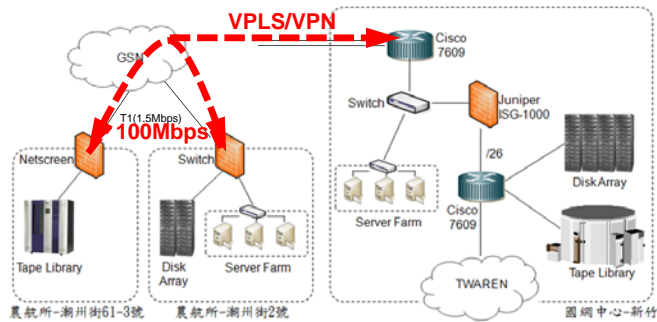 VPLS/VPN
GSN
Cisco
7609
Switch
Juniper
ISG-1000
T1(1.5Mbps)
100Mbps
Netscreen
Switch
/26
Disk Array
Cisco
7609
Server Farm
Tape Library
Disk
Array
Server Farm
TWAREN
Tape Library
農航所-潮州街61-3號
農航所-潮州街2號
國網中心-新竹